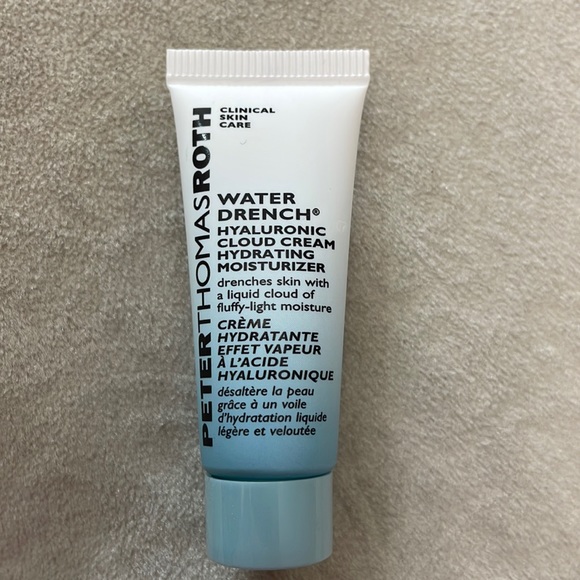 PETERTHOMASROTH
CLINICAL
SKIN
CARE
WATER
DRENCH®
HYALURONIC
CLOUD CREAM
HYDRATING
MOISTURIZER
drenches skin with
a liquid cloud of
fluffy-light moisture
CRÈME
HYDRATANTE
EFFET VAPEUR
À L'ACIDE
HYALURONIQUE
désaltère la peau
grâce à un voile
d'hydratation liquide
légère et veloutée